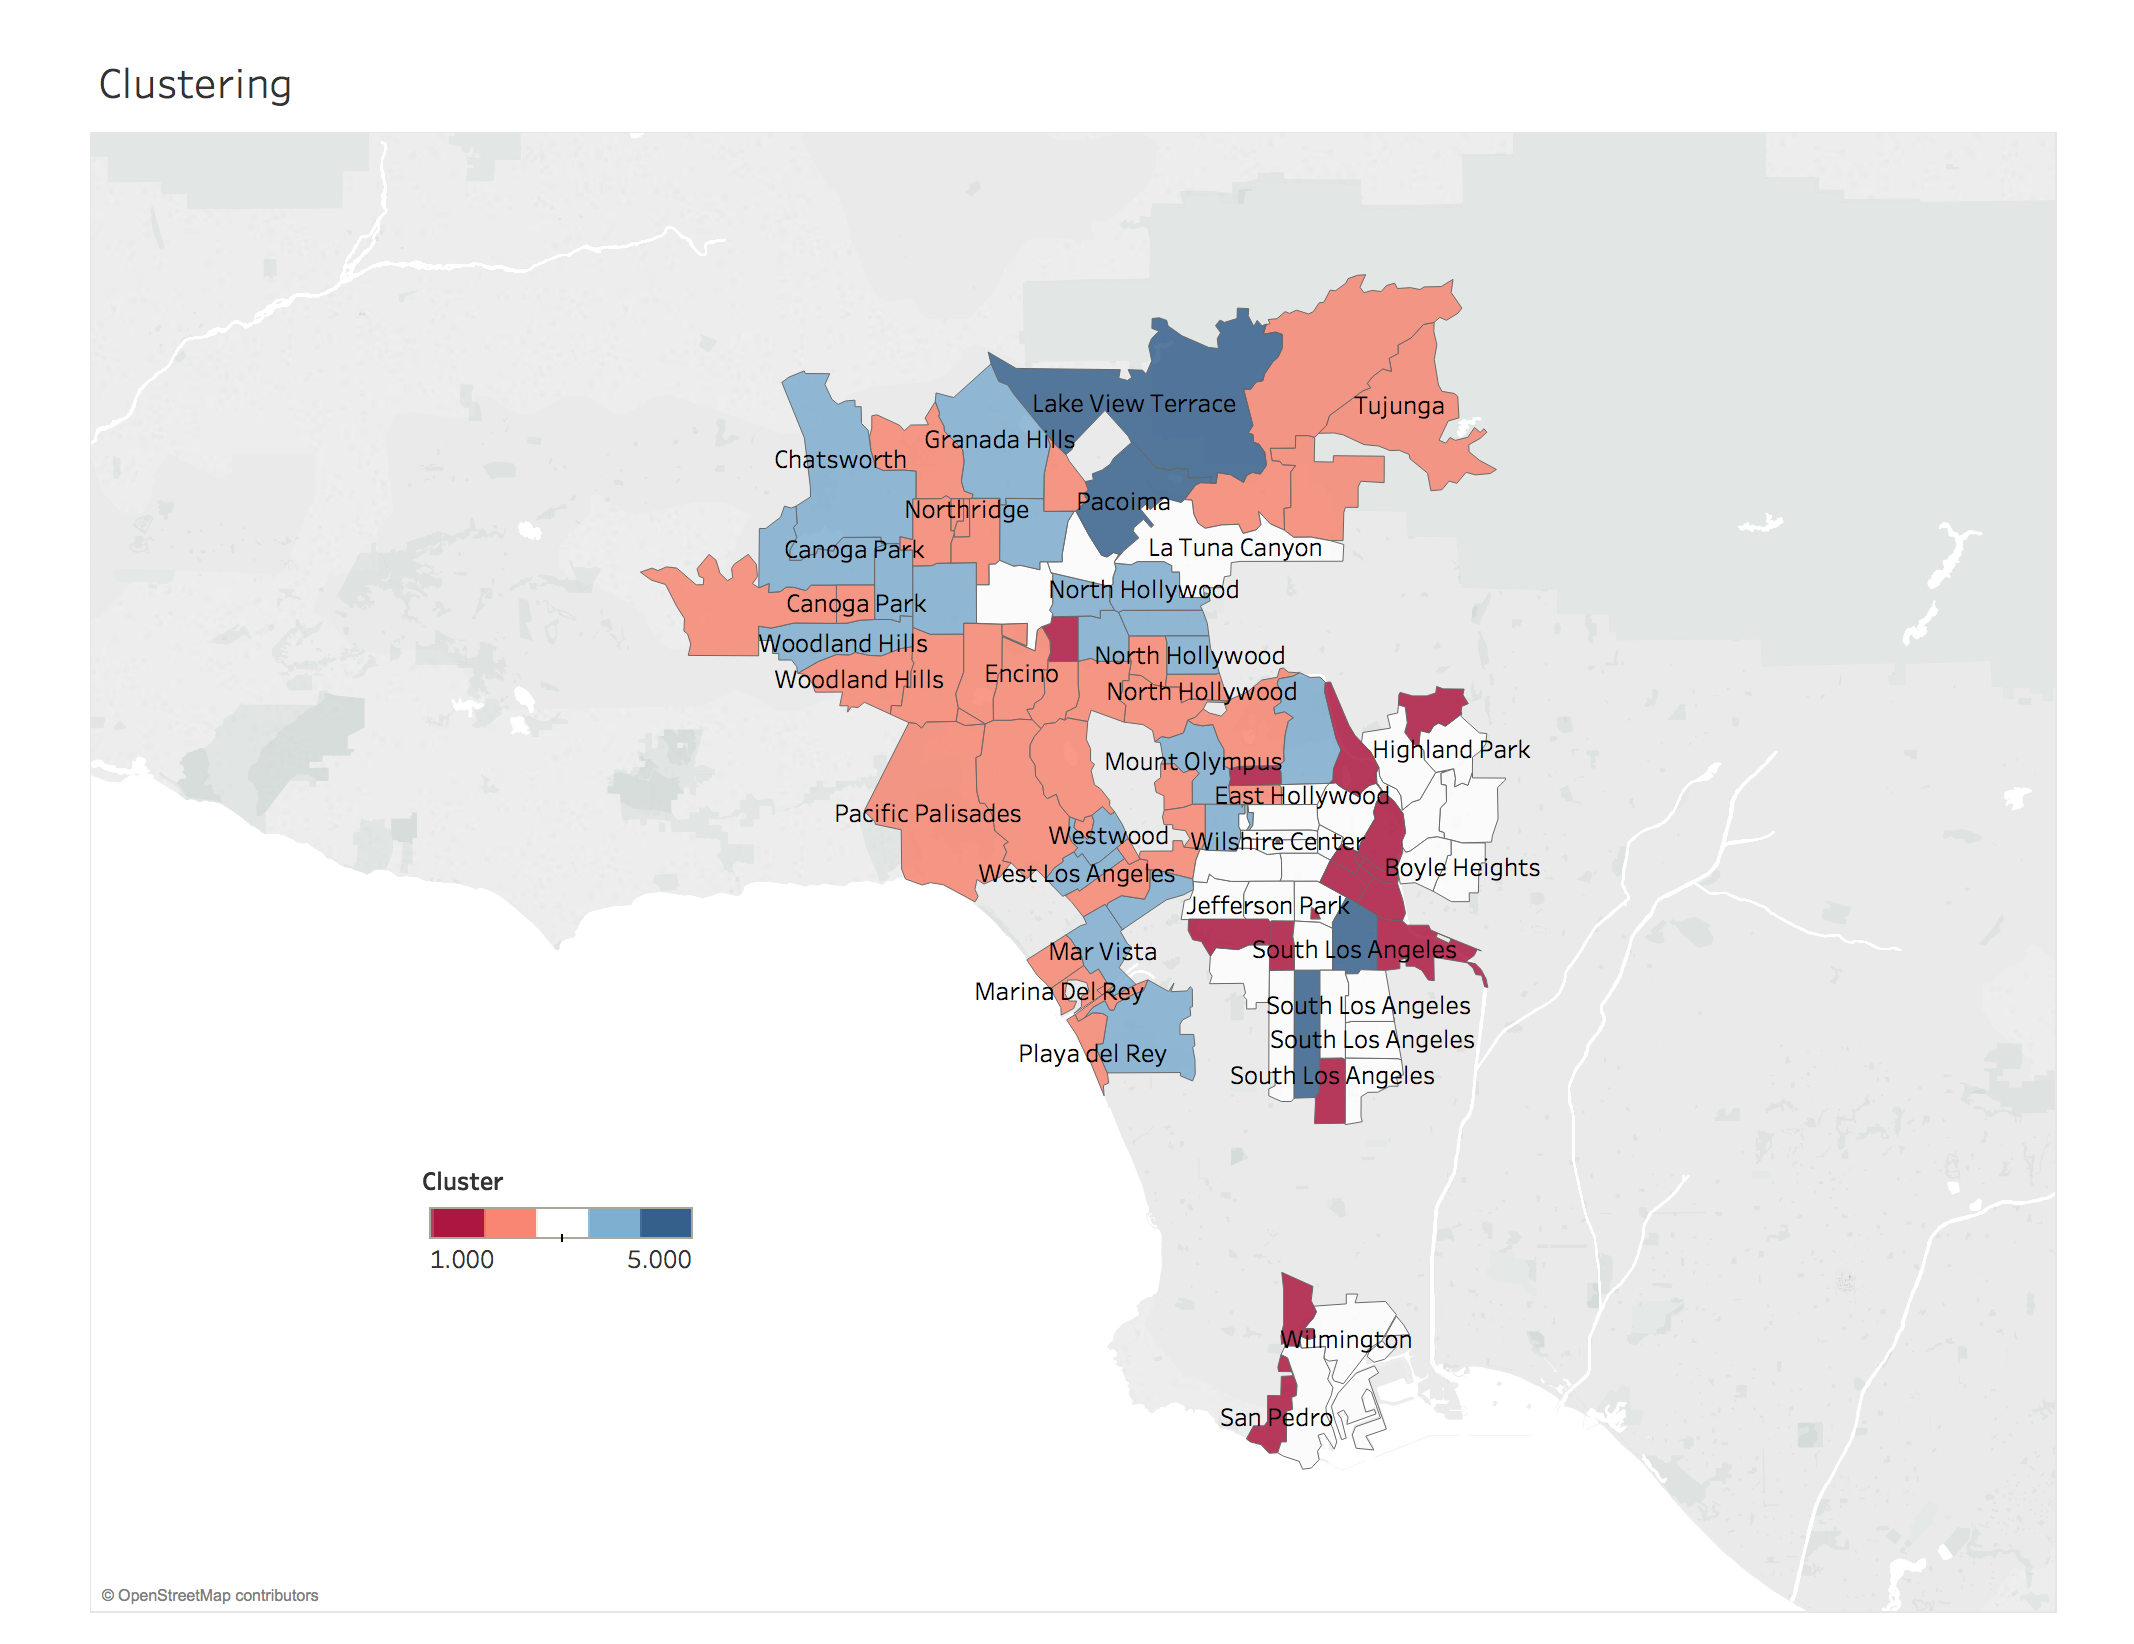 Clustering
Lake View Terrace
Tujunga
Granada Hills
Chatsworth
Pacoima
Northridge
La Tuna Canyon
Canoga Park
North Hollywood
Canoga Park
Woodland Hills
North Hollywood
Encino
Woodland Hills
North Hollywood
Highland Park
Mount Olympus
East Hollywood
Pacific Palisades
Westwood
Wilshire Center
Boyle Heights
West Los Angeles
Jefferson Park
South Los Angeles
Mar Vista
Marina Del Rey
South Los Angeles
South Los Angeles
Playa del Rey
South Los Angeles
Cluster
1.000 5.000
Wilmington
San Pedro
© OpenStreetMap contributors